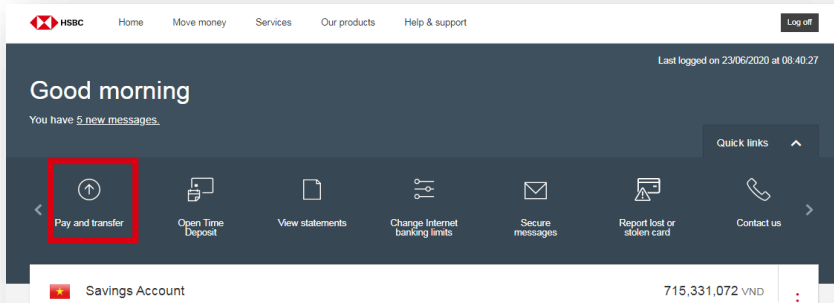 HSBC Home Move money Services Our products Help & support Log off
Last logged on 23/06/2020 at 08:40:27
Good morning
You have 5 new messages.
Quick links
Pay and transfer
Open Time
Deposit
View statements
Change Internet
banking limits
Secure
messages
Report lost or
stolen card
Contact us
Savings Account 715,331,072 VND